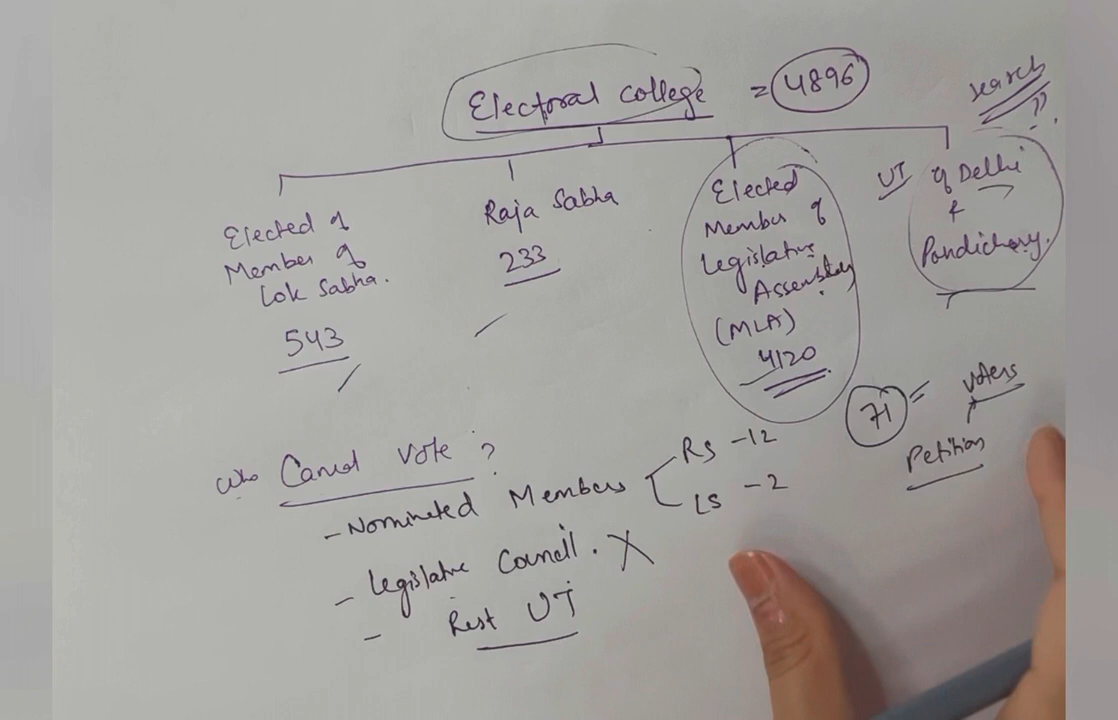 Electoral college = 4896
search
??
Elected of
Member of
Lok Sabha.
543
Raja Sabha
233
Elected
Member of
Legislative
Assembly
(MLA)
4120
UT of Delhi
&
Pondichery.
71 =
voters
Petition
who Cannot vote ?
- Nominated Members
RS - 12
LS - 2
- Legislative Council. X
- Rest UT